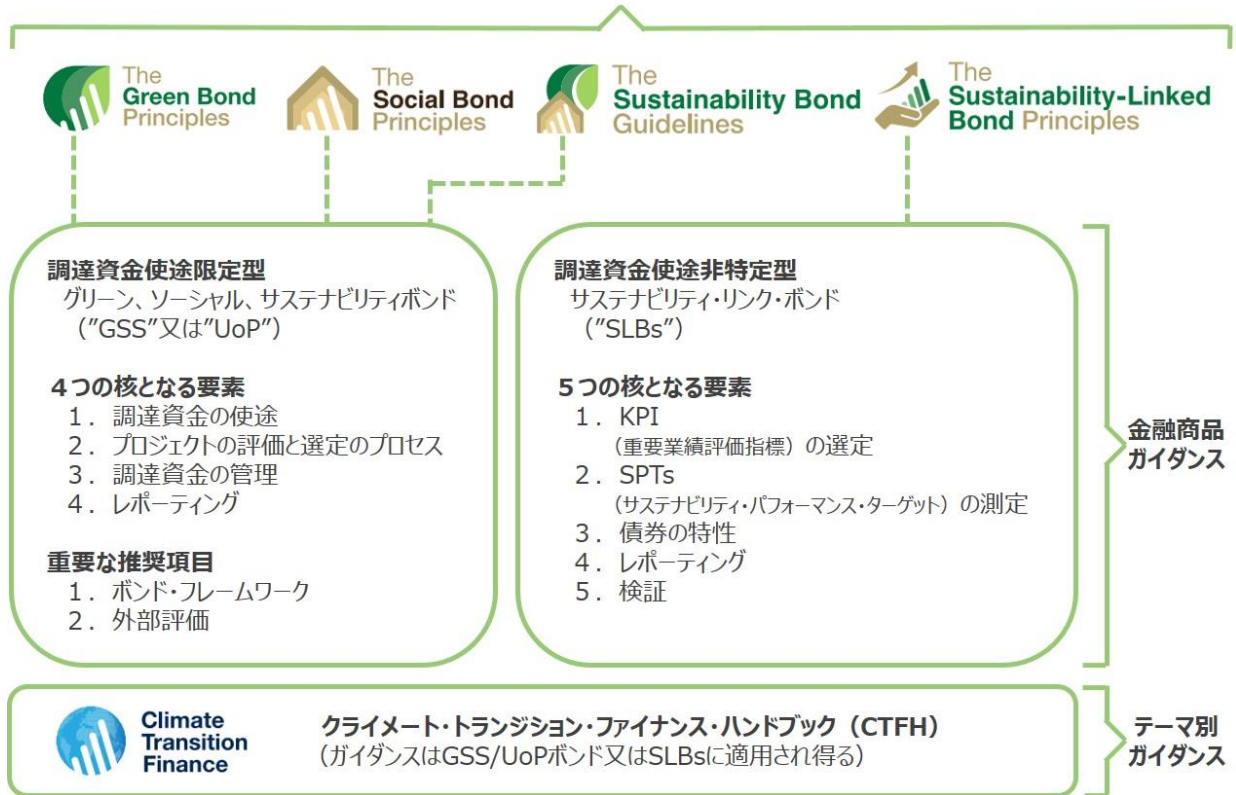 The
Green Bond
Principles
The
Social Bond
Principles
The
Sustainability Bond
Guidelines
The
Sustainability-Linked
Bond Principles
調達資金使途限定型
グリーン、ソーシャル、サステナビリティボンド
（”GSS”又は”UoP”）
４つの核となる要素
１．調達資金の使途
２．プロジェクトの評価と選定のプロセス
３．調達資金の管理
４．レポーティング
重要な推奨項目
１．ボンド・フレームワーク
２．外部評価
調達資金使途非特定型
サステナビリティ・リンク・ボンド
（”SLBs”）
５つの核となる要素
１．KPI
（重要業績評価指標）の選定
２．SPTs
（サステナビリティ・パフォーマンス・ターゲット）の測定
３．債券の特性
４．レポーティング
５．検証
金融商品
ガイダンス
Climate
Transition
Finance
クライメート・トランジション・ファイナンス・ハンドブック（CTFH）
（ガイダンスはGSS/UoPボンド又はSLBsに適用され得る）
テーマ別
ガイダンス